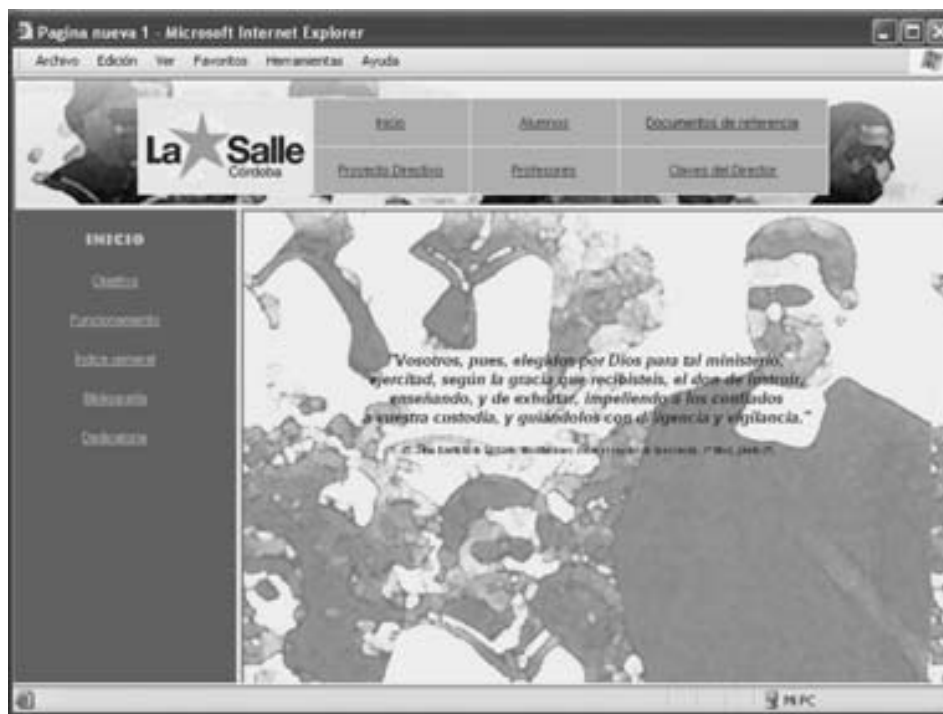 Pagina nueva 1 - Microsoft Internet Explorer
Archivo Edición Ver Favoritos Herramientas Ayuda
La Salle
Córdoba
Inicio Alumnos Documentos de referencia
Proyecto Directivo Profesores Claves del Director
INICIO
Objetivo
Funcionamiento
Indice general
Bibliografía
Dedicatoria
"Vosotros, pues, elegidos por Dios para tal ministerio,
ejercitad, según la gracia que recibisteis, el don de instruir,
enseñando, y de exhortar, impeliendo a los confiados
a vuestra custodia, y guiándolos con diligencia y vigilancia."
Mi PC